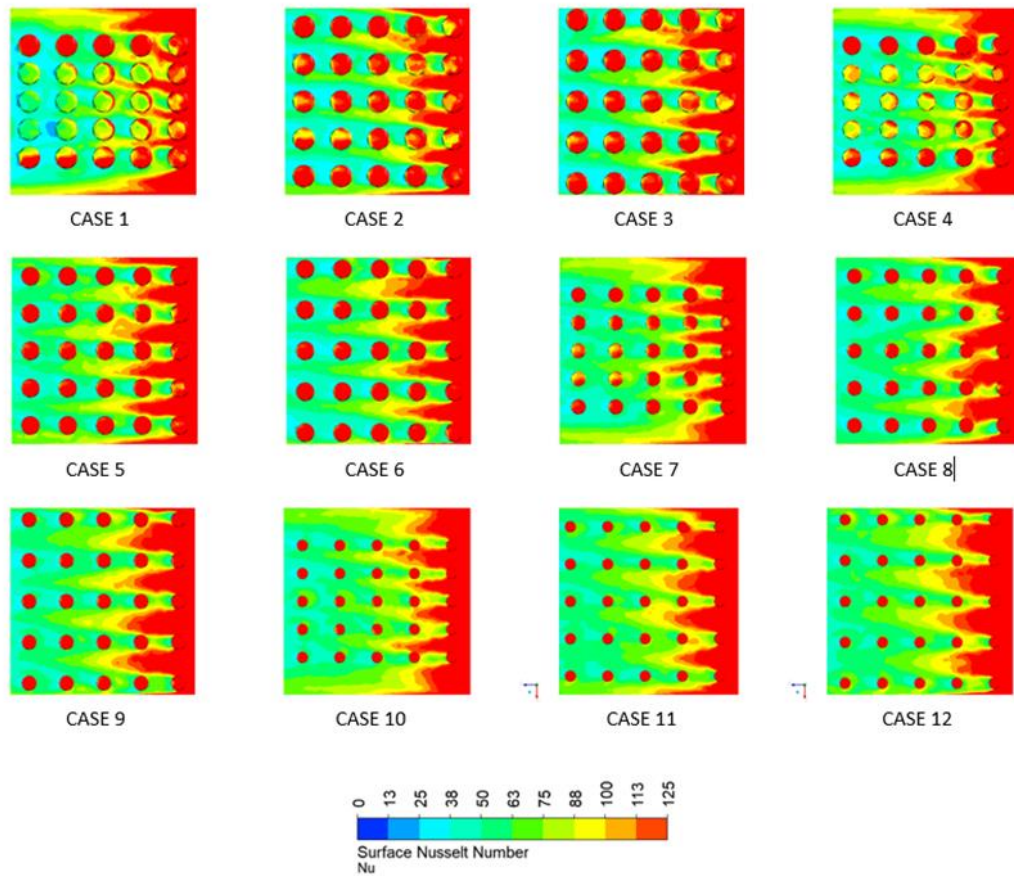 CASE 1
CASE 2
CASE 3
CASE 4
CASE 5
CASE 6
CASE 7
CASE 8
CASE 9
CASE 10
CASE 11
CASE 12
0 13 25 38 50 63 75 88 100 113 125
Surface Nusselt Number
Nu